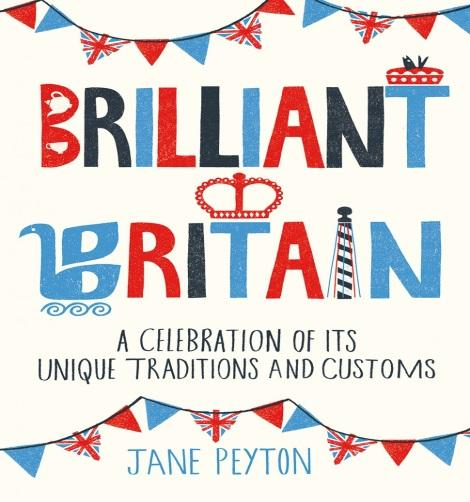 BRILLIANT
BRITAIN
A CELEBRATION OF ITS
UNIQUE TRADITIONS AND CUSTOMS
JANE PEYTON